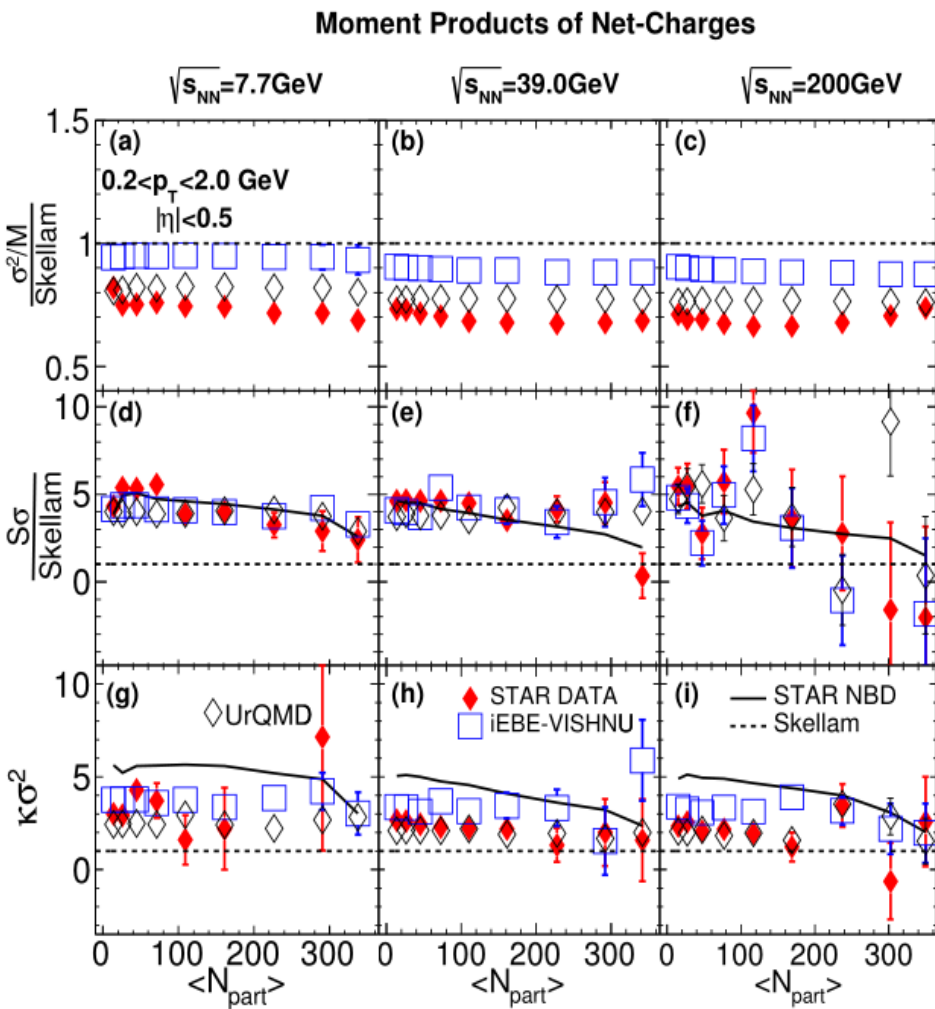 Moment Products of Net-Charges
√sNN=7.7GeV √sNN=39.0GeV √sNN=200GeV
(a) (b) (c)
0.2<pT<2.0 GeV
|η|<0.5
σ²/M
Skellam
1.5
1
0.5
(d) (e) (f)
Sσ
Skellam
10
5
0
(g) (h) (i)
UrQMD
STAR DATA
iEBE-VISHNU
STAR NBD
Skellam
κσ²
10
5
0
0 100 200 300 0 100 200 300 0 100 200 300
<Npart> <Npart> <Npart>